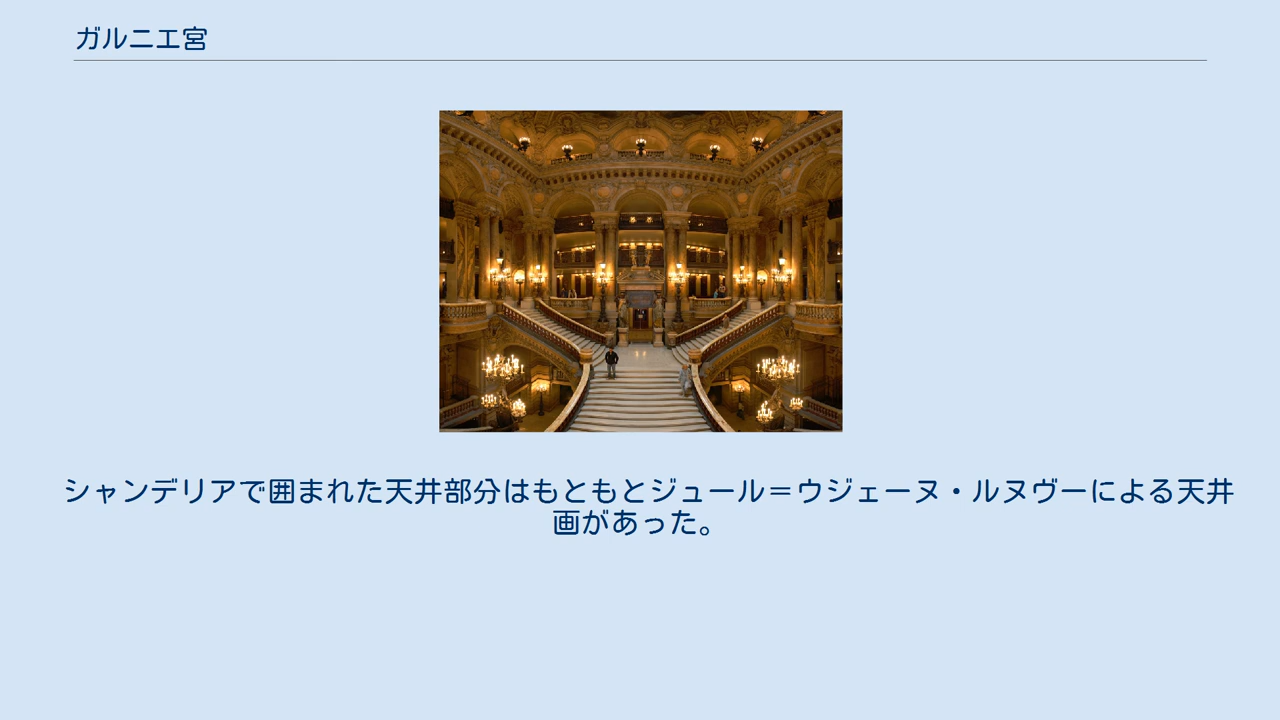 ガルニエ宮
シャンデリアで囲まれた天井部分はもともとジュール＝ウジェーヌ・ルヌヴーによる天井
画があった。